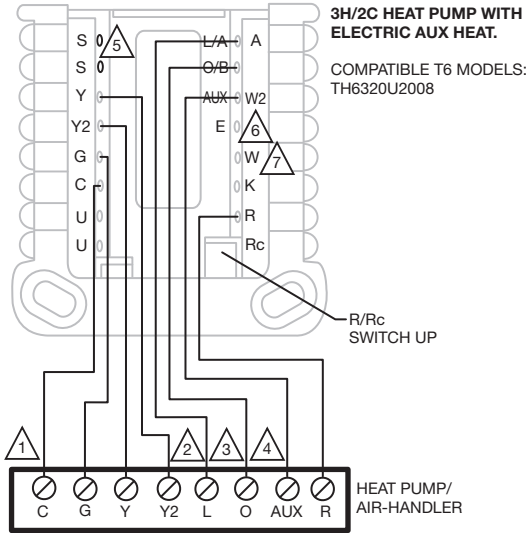 3H/2C HEAT PUMP WITH
ELECTRIC AUX HEAT.
COMPATIBLE T6 MODELS:
TH6320U2008
S 5 L/A A
S O/B
Y AUX W2
Y2 E 6
G W 7
C K
U R
U Rc
R/Rc
SWITCH UP
1 2 3 4
C G Y Y2 L O AUX R
HEAT PUMP/
AIR-HANDLER